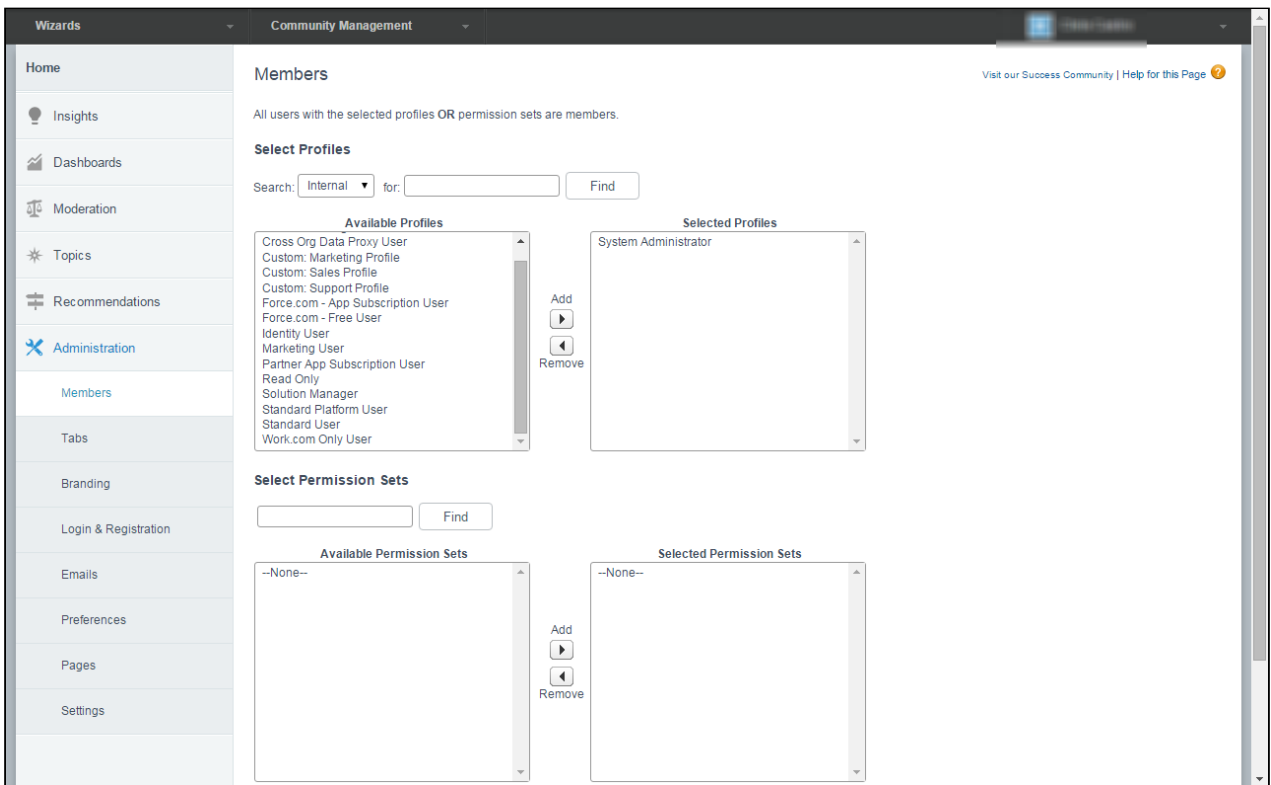 Wizards
Community Management
Home
Insights
Dashboards
Moderation
Topics
Recommendations
Administration
Members
Tabs
Branding
Login & Registration
Emails
Preferences
Pages
Settings
Members
Visit our Success Community | Help for this Page ?
All users with the selected profiles OR permission sets are members.
Select Profiles
Search: Internal for: Find
Available Profiles
Cross Org Data Proxy User
Custom: Marketing Profile
Custom: Sales Profile
Custom: Support Profile
Force.com - App Subscription User
Force.com - Free User
Identity User
Marketing User
Partner App Subscription User
Read Only
Solution Manager
Standard Platform User
Standard User
Work.com Only User
Add
Remove
Selected Profiles
System Administrator
Select Permission Sets
Find
Available Permission Sets
--None--
Add
Remove
Selected Permission Sets
--None--